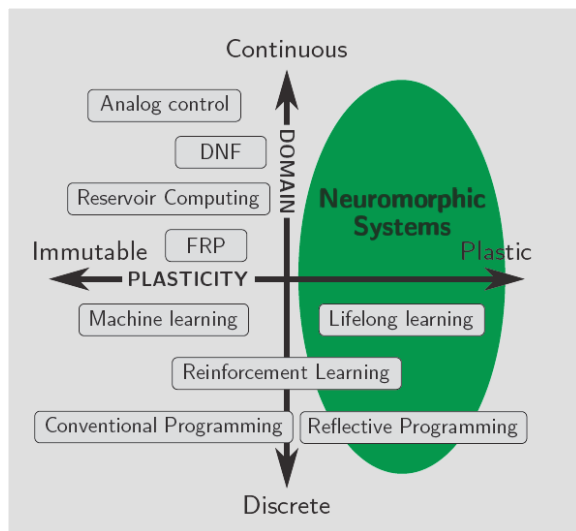 Continuous
Analog control
DNF
DOMAIN
Reservoir Computing
Neuromorphic
Systems
FRP
Immutable
Plastic
PLASTICITY
Machine learning
Lifelong learning
Reinforcement Learning
Conventional Programming
Reflective Programming
Discrete